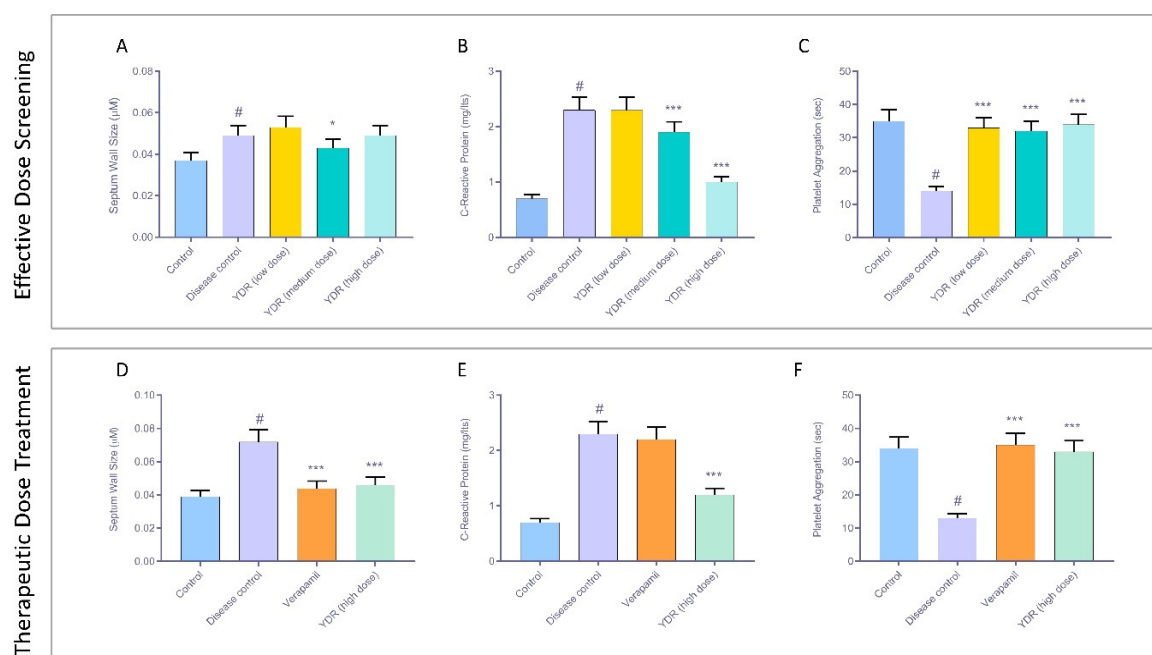 Effective Dose Screening
A
Septum Wall Size (µM)
0.08
0.06
0.04
0.02
0.00
#
*
Control
Disease control
YDR (low dose)
YDR (medium dose)
YDR (high dose)
B
C-Reactive Protein (mg/lts)
3
2
1
0
#
***
***
Control
Disease control
YDR (low dose)
YDR (medium dose)
YDR (high dose)
C
Platelet Aggregation (sec)
50
40
30
20
10
0
#
***
***
***
Control
Disease control
YDR (low dose)
YDR (medium dose)
YDR (high dose)
Therapeutic Dose Treatment
D
Septum Wall Size (uM)
0.10
0.08
0.06
0.04
0.02
0.00
#
***
***
Control
Disease control
Verapamil
YDR (high dose)
E
C-Reactive Protein (mg/lts)
3
2
1
0
#
***
Control
Disease control
Verapamil
YDR (high dose)
F
Platelet Aggregation (sec)
50
40
30
20
10
0
#
***
***
Control
Disease control
Verapamil
YDR (high dose)